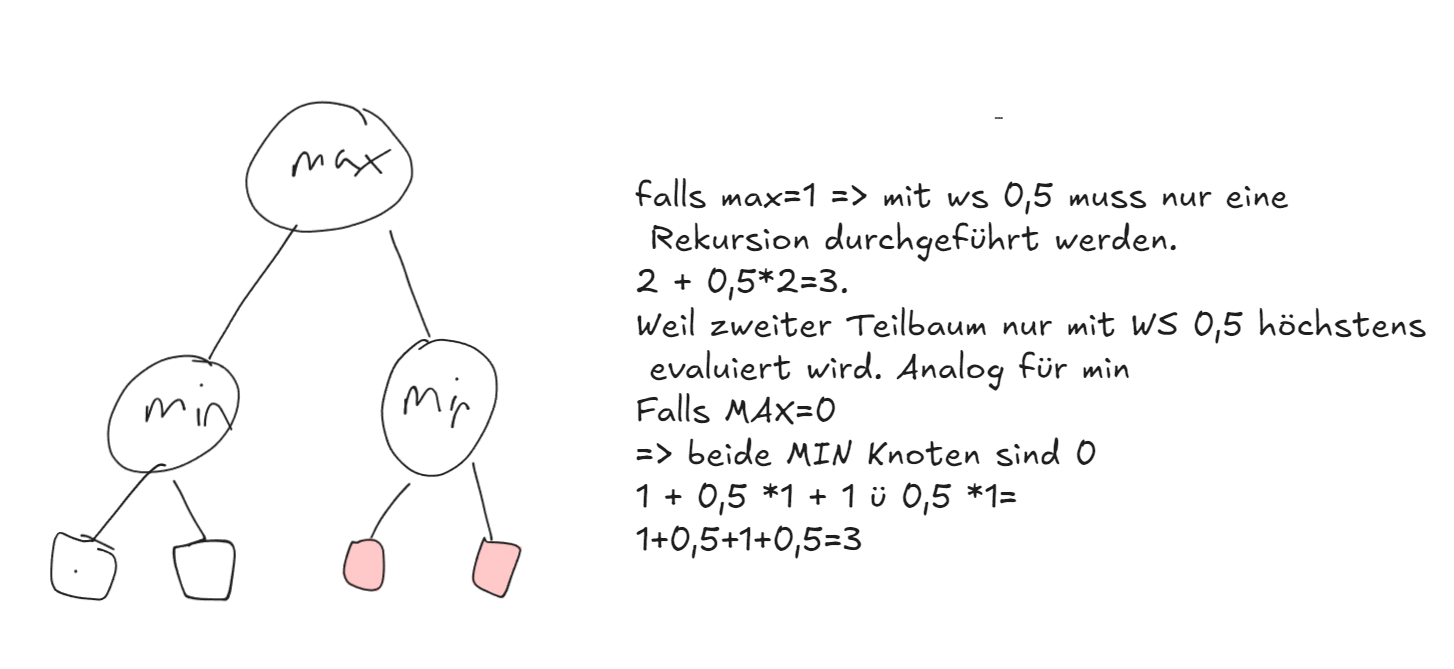 max
min
min
-
falls max=1 => mit ws 0,5 muss nur eine
Rekursion durchgeführt werden.
2 + 0,5*2=3.
Weil zweiter Teilbaum nur mit WS 0,5 höchstens
evaluiert wird. Analog für min
Falls MAX=0
=> beide MIN Knoten sind 0
1 + 0,5 *1 + 1 ü 0,5 *1=
1+0,5+1+0,5=3